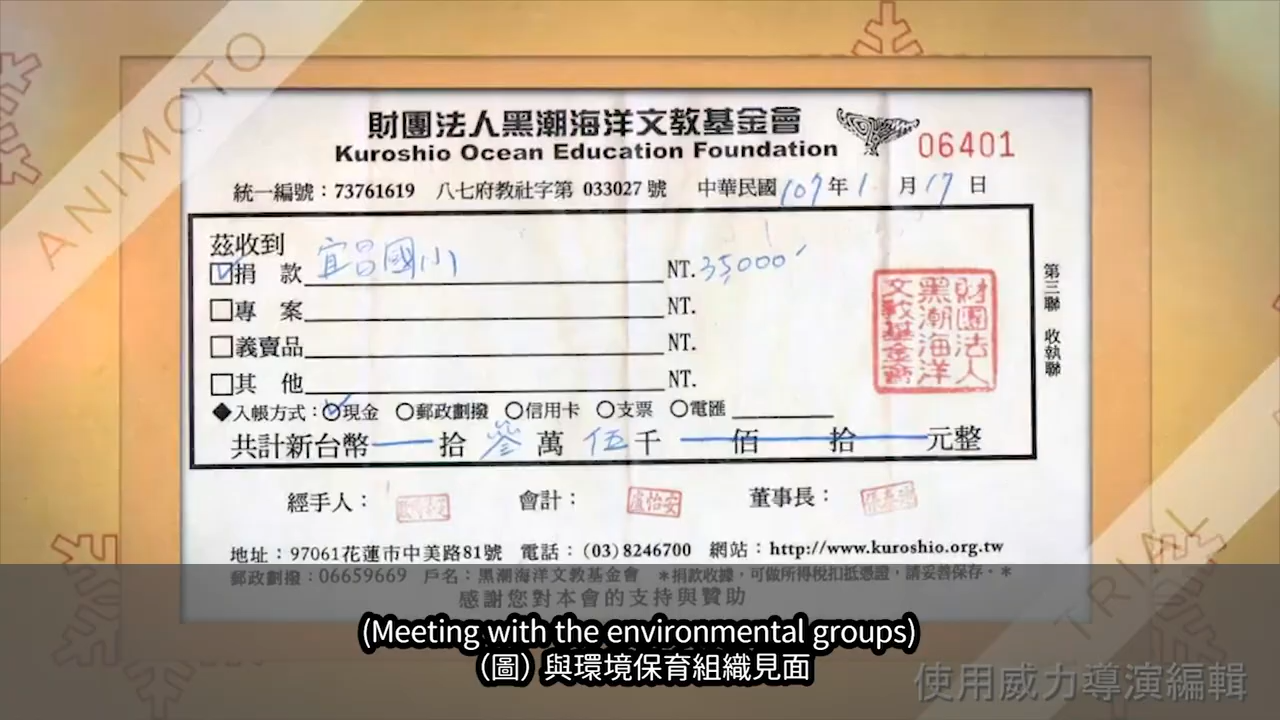 ANIMOTO
財團法人黑潮海洋文教基金會
Kuroshio Ocean Education Foundation
06401
統一編號：73761619 八七府教社字第 033027 號 中華民國107年1月17日
茲收到
捐款 宜昌國小 NT.35,000
專案 NT.
義賣品 NT.
其他 NT.
◆入帳方式：現金 郵政劃撥 信用卡 支票 電匯
共計新台幣 拾 參萬 伍千 佰 拾 元整
財團法人黑潮海洋文教基金會
第三聯 收執聯
經手人： 會計：盧怡安 董事長：
地址：97061花蓮市中美路81號 電話：(03)8246700 網站：http://www.kuroshio.org.tw
郵政劃撥：06659669 戶名：黑潮海洋文教基金會 ＊捐款收據，可做所得稅扣抵憑證，請妥善保存。＊
感謝您對本會的支持與贊助
TRIAL
(Meeting with the environmental groups)
（圖）與環境保育組織見面
使用威力導演編輯